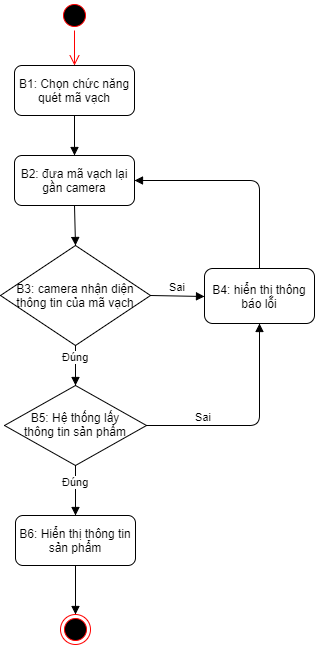 B1: Chọn chức năng
quét mã vạch
B2: đưa mã vạch lại
gần camera
B3: camera nhận diện
thông tin của mã vạch
Sai
B4: hiển thị thông
báo lỗi
Đúng
B5: Hệ thống lấy
thông tin sản phẩm
Sai
Đúng
B6: Hiển thị thông tin
sản phẩm